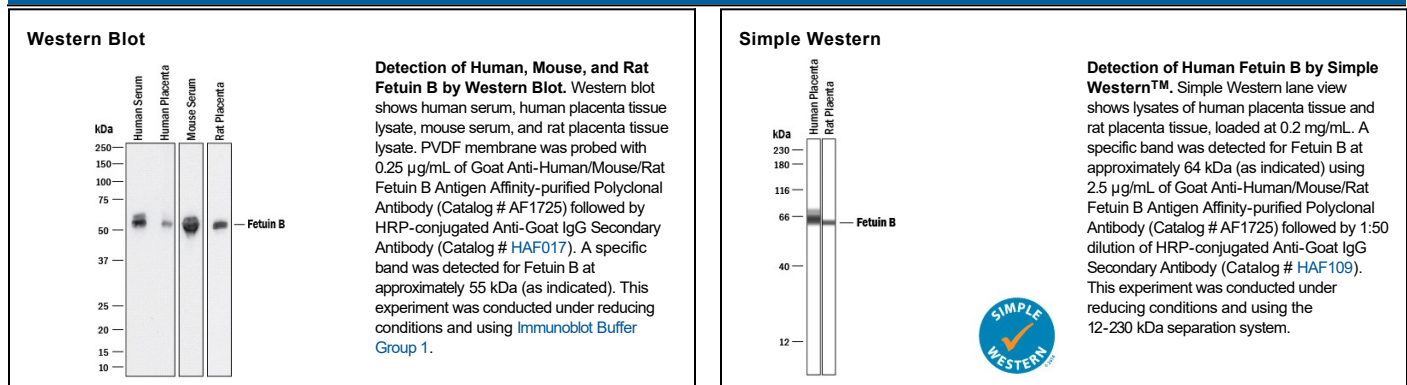 Western Blot
Human Serum
Human Placenta
Mouse Serum
Rat Placenta
kDa
250
150
100
75
50
37
25
20
15
10
Fetuin B
Detection of Human, Mouse, and Rat
Fetuin B by Western Blot. Western blot
shows human serum, human placenta tissue
lysate, mouse serum, and rat placenta tissue
lysate. PVDF membrane was probed with
0.25 µg/mL of Goat Anti-Human/Mouse/Rat
Fetuin B Antigen Affinity-purified Polyclonal
Antibody (Catalog # AF1725) followed by
HRP-conjugated Anti-Goat IgG Secondary
Antibody (Catalog # HAF017). A specific
band was detected for Fetuin B at
approximately 55 kDa (as indicated). This
experiment was conducted under reducing
conditions and using Immunoblot Buffer
Group 1.
Simple Western
Human Placenta
Rat Plaenta
kDa
230
180
116
66
40
12
Fetuin B
SIMPLE
WESTERN
Detection of Human Fetuin B by Simple
Western™. Simple Western lane view
shows lysates of human placenta tissue and
rat placenta tissue, loaded at 0.2 mg/mL. A
specific band was detected for Fetuin B at
approximately 64 kDa (as indicated) using
2.5 µg/mL of Goat Anti-Human/Mouse/Rat
Fetuin B Antigen Affinity-purified Polyclonal
Antibody (Catalog # AF1725) followed by 1:50
dilution of HRP-conjugated Anti-Goat IgG
Secondary Antibody (Catalog # HAF109).
This experiment was conducted under
reducing conditions and using the
12-230 kDa separation system.